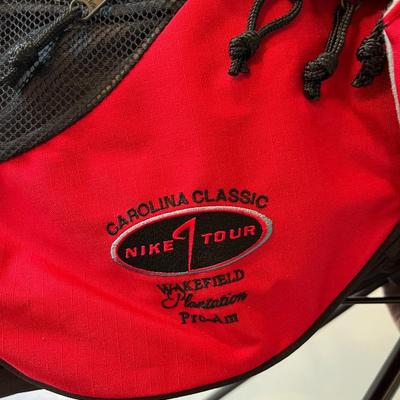 CAROLINA CLASSIC
NIKE TOUR
WAKEFIELD
Plantation
Pro-Am